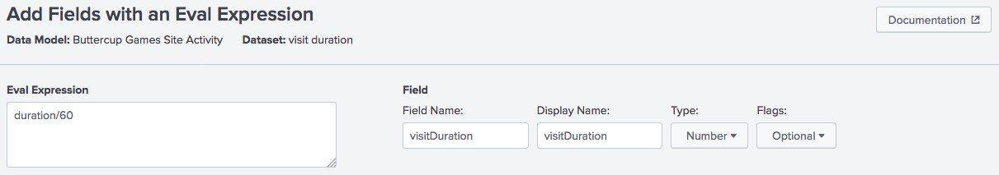 Add Fields with an Eval Expression
Documentation
Data Model: Buttercup Games Site Activity Dataset: visit duration
Eval Expression
duration/60
Field
Field Name: Display Name: Type: Flags:
visitDuration visitDuration Number Optional